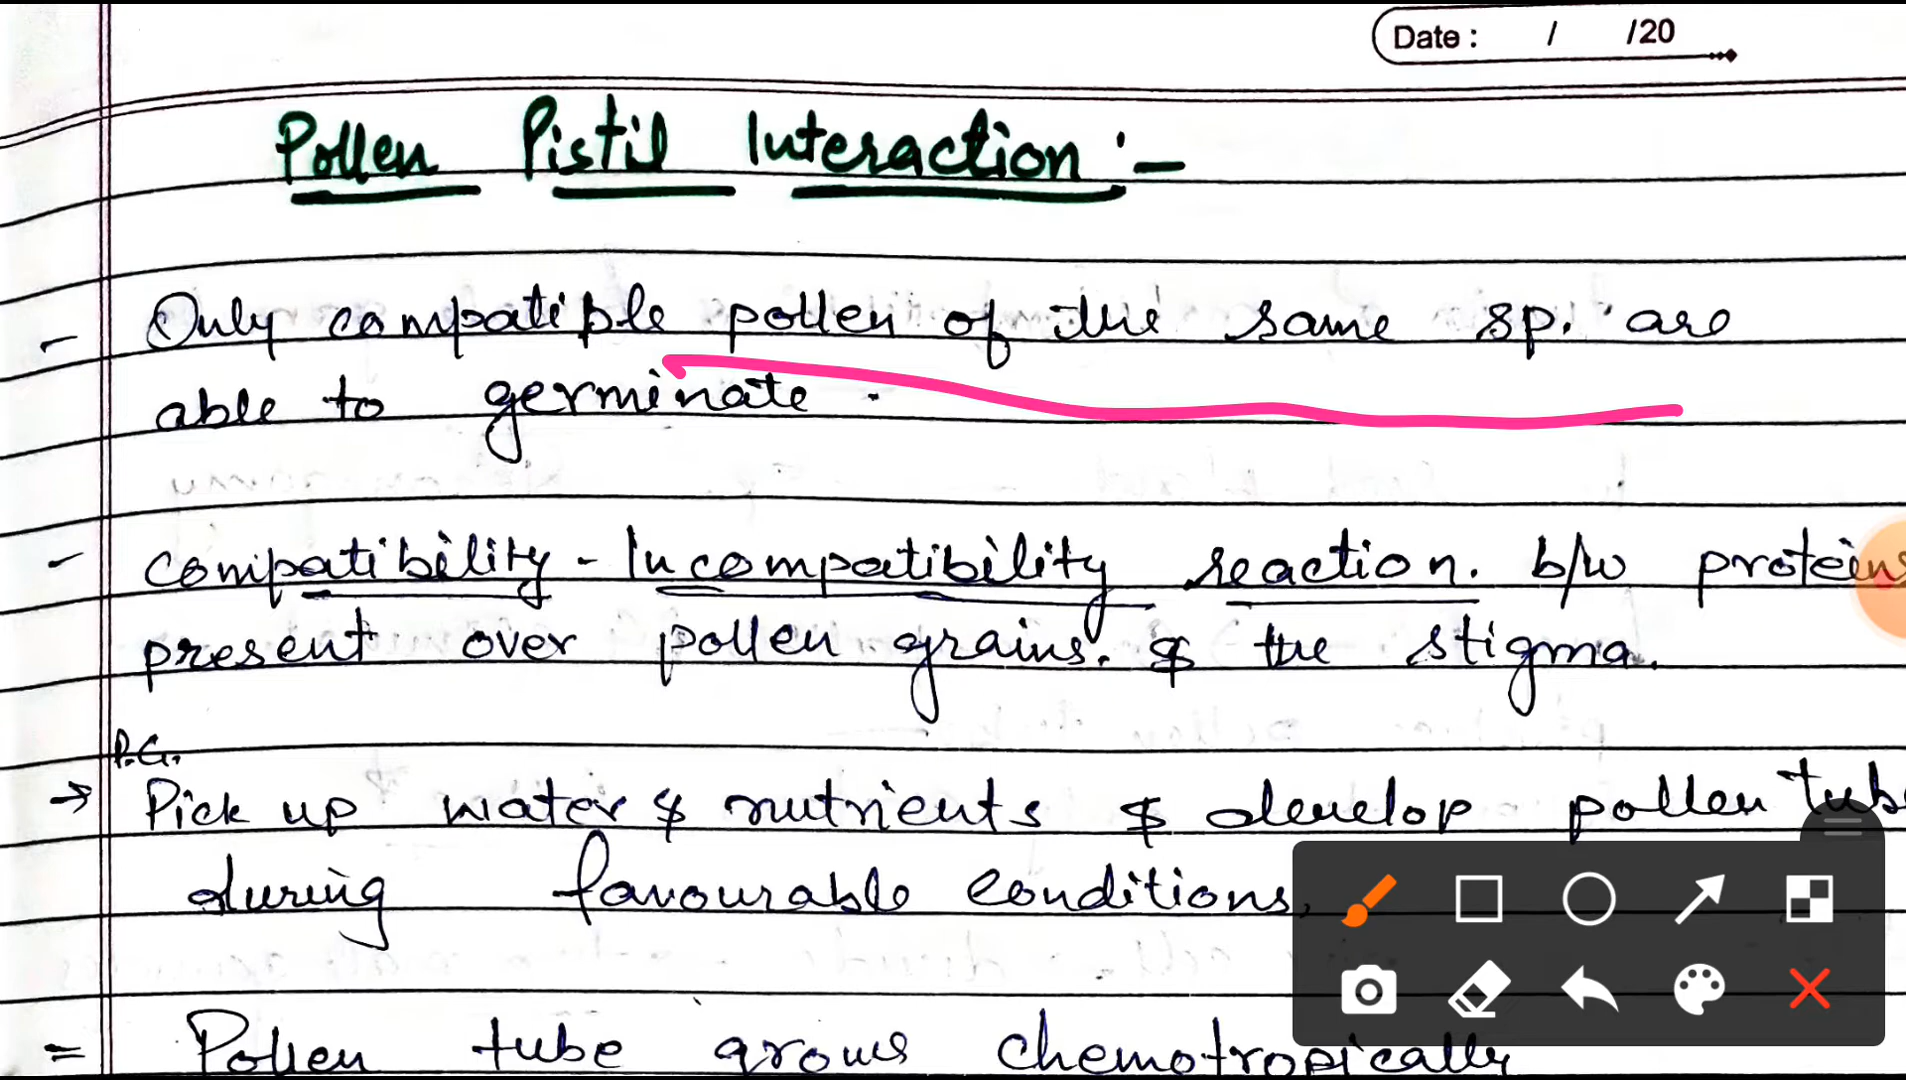 Date : / /20
Pollen Pistil Interaction :-
- Only compatible pollen of the same sp. are
able to germinate.
- compatibility - Incompatibility reaction. b/w proteins
present over pollen grains. & the stigma.
P.G.
→ Pick up water & nutrients & develop pollen tube
during favourable conditions,
= Pollen tube grows chemotropically